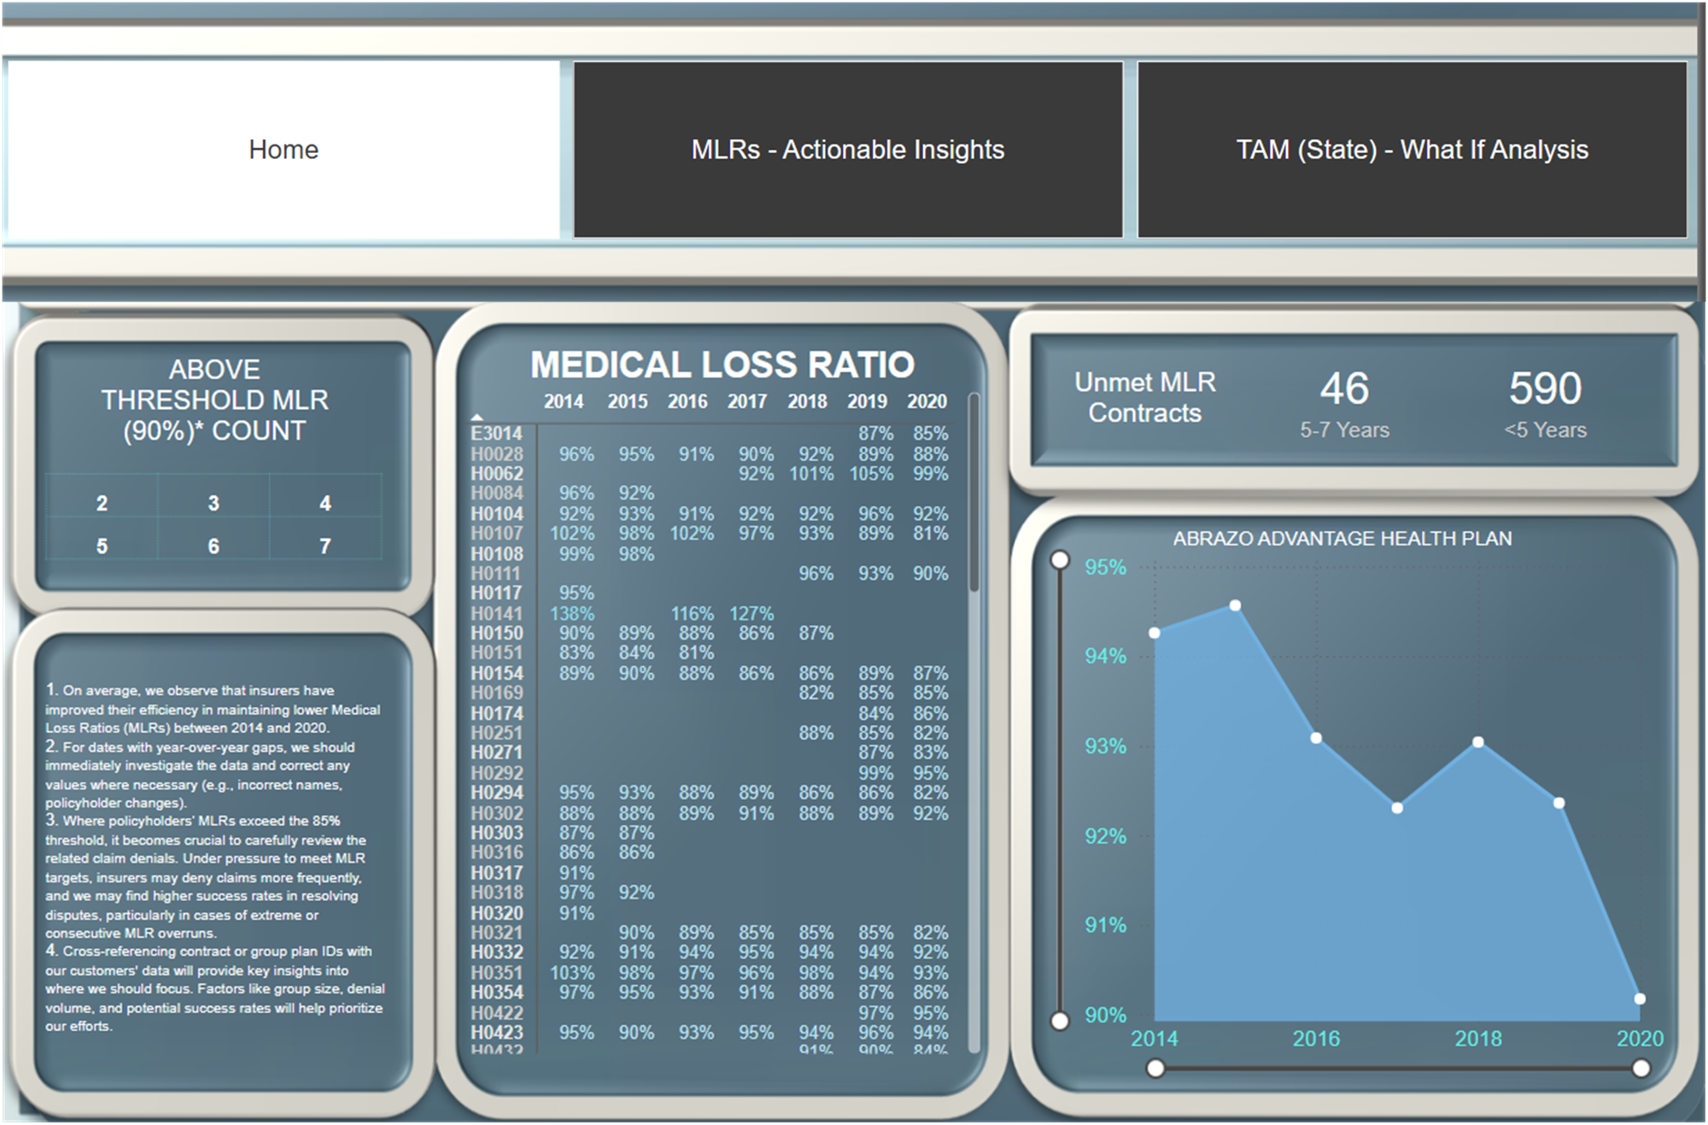 Home
MLRs - Actionable Insights
TAM (State) - What If Analysis
ABOVE
THRESHOLD MLR
(90%)* COUNT
2 3 4
5 6 7
1. On average, we observe that insurers have
improved their efficiency in maintaining lower Medical
Loss Ratios (MLRs) between 2014 and 2020.
2. For dates with year-over-year gaps, we should
immediately investigate the data and correct any
values where necessary (e.g., incorrect names,
policyholder changes).
3. Where policyholders' MLRs exceed the 85%
threshold, it becomes crucial to carefully review the
related claim denials. Under pressure to meet MLR
targets, insurers may deny claims more frequently,
and we may find higher success rates in resolving
disputes, particularly in cases of extreme or
consecutive MLR overruns.
4. Cross-referencing contract or group plan IDs with
our customers' data will provide key insights into
where we should focus. Factors like group size, denial
volume, and potential success rates will help prioritize
our efforts.
MEDICAL LOSS RATIO
2014 2015 2016 2017 2018 2019 2020
E3014 87% 85%
H0028 96% 95% 91% 90% 92% 89% 88%
H0062 92% 101% 105% 99%
H0084 96% 92%
H0104 92% 93% 91% 92% 92% 96% 92%
H0107 102% 98% 102% 97% 93% 89% 81%
H0108 99% 98%
H0111 96% 93% 90%
H0117 95%
H0141 138% 116% 127%
H0150 90% 89% 88% 86% 87%
H0151 83% 84% 81%
H0154 89% 90% 88% 86% 86% 89% 87%
H0169 82% 85% 85%
H0174 84% 86%
H0251 88% 85% 82%
H0271 87% 83%
H0292 99% 95%
H0294 95% 93% 88% 89% 86% 86% 82%
H0302 88% 88% 89% 91% 88% 89% 92%
H0303 87% 87%
H0316 86% 86%
H0317 91%
H0318 97% 92%
H0320 91%
H0321 90% 89% 85% 85% 85% 82%
H0332 92% 91% 94% 95% 94% 94% 92%
H0351 103% 98% 97% 96% 98% 94% 93%
H0354 97% 95% 93% 91% 88% 87% 86%
H0422 97% 95%
H0423 95% 90% 93% 95% 94% 96% 94%
H0432 91% 90% 84%
Unmet MLR
Contracts
46
5-7 Years
590
<5 Years
ABRAZO ADVANTAGE HEALTH PLAN
95%
94%
93%
92%
91%
90%
2014 2016 2018 2020